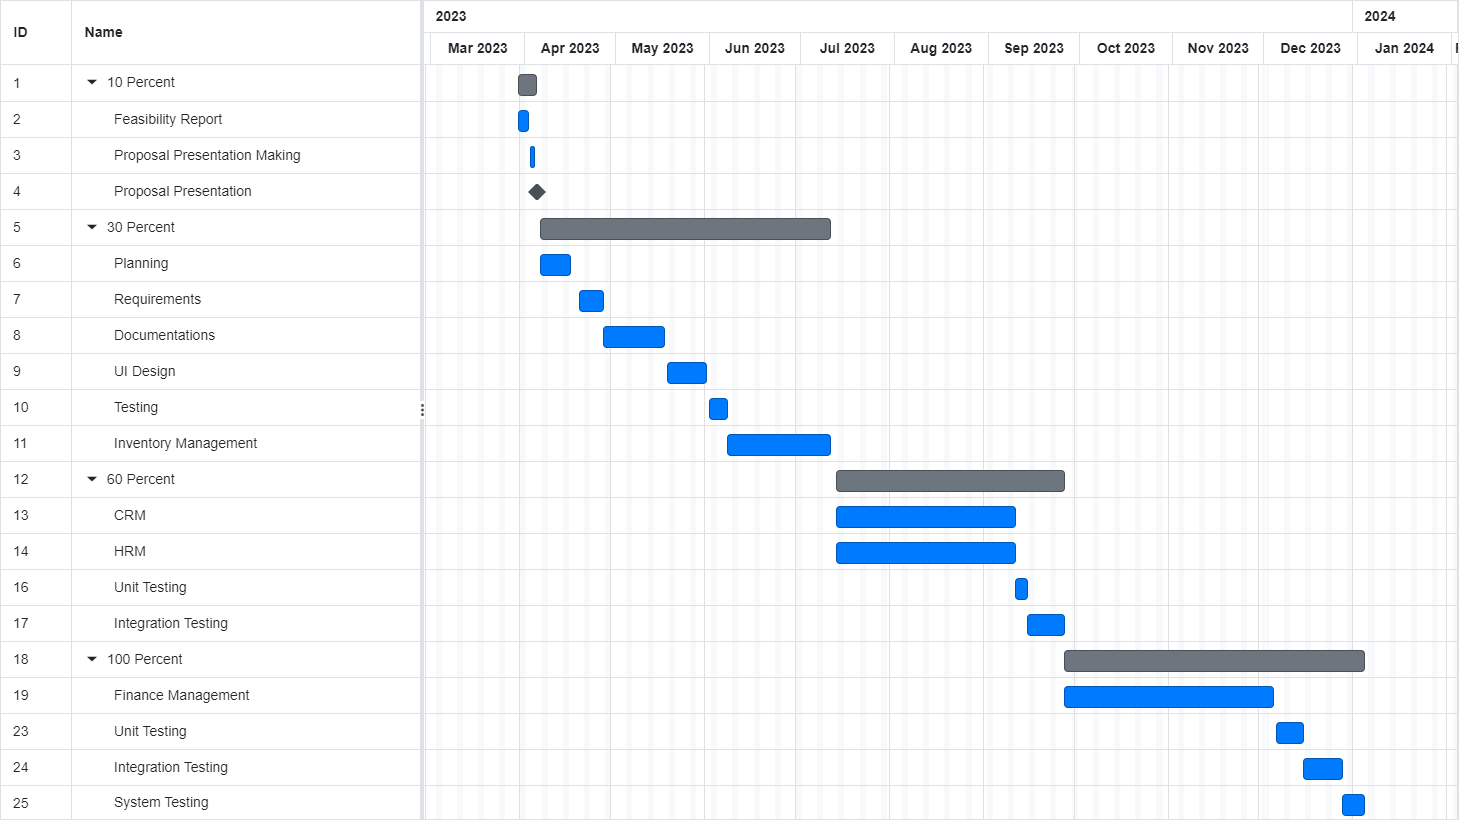 2023 2024
ID Name Mar 2023 Apr 2023 May 2023 Jun 2023 Jul 2023 Aug 2023 Sep 2023 Oct 2023 Nov 2023 Dec 2023 Jan 2024
1 10 Percent
2 Feasibility Report
3 Proposal Presentation Making
4 Proposal Presentation
5 30 Percent
6 Planning
7 Requirements
8 Documentations
9 UI Design
10 Testing
11 Inventory Management
12 60 Percent
13 CRM
14 HRM
16 Unit Testing
17 Integration Testing
18 100 Percent
19 Finance Management
23 Unit Testing
24 Integration Testing
25 System Testing